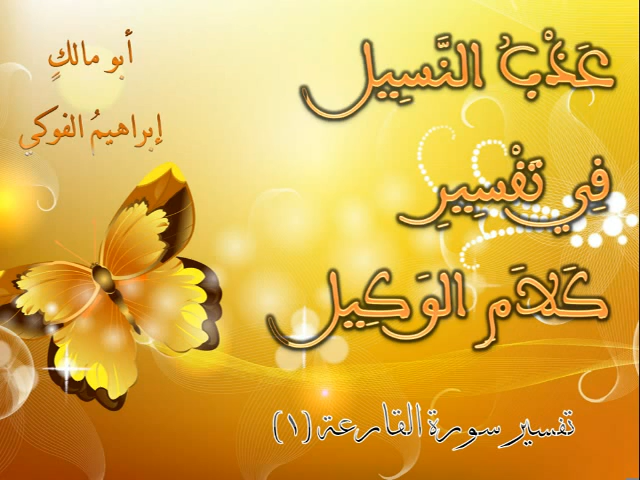 عَذْبُ النَّسِيل
فِي تَفْسِيرِ
كَلَامِ الوَكِيل
أبو مالكٍ
إبراهيمُ الفوكي
تفسير سورة القارعة (١)